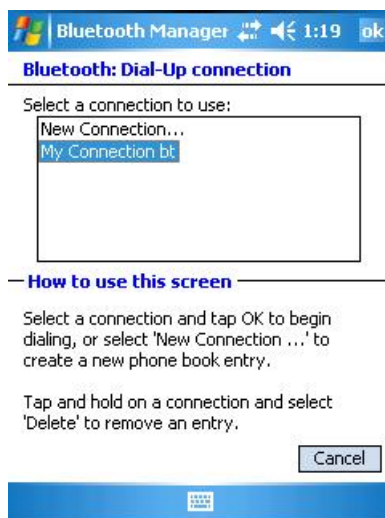 Bluetooth Manager 1:19 ok
Bluetooth: Dial-Up connection
Select a connection to use:
New Connection...
My Connection bt
How to use this screen
Select a connection and tap OK to begin
dialing, or select 'New Connection ...' to
create a new phone book entry.
Tap and hold on a connection and select
'Delete' to remove an entry.
Cancel